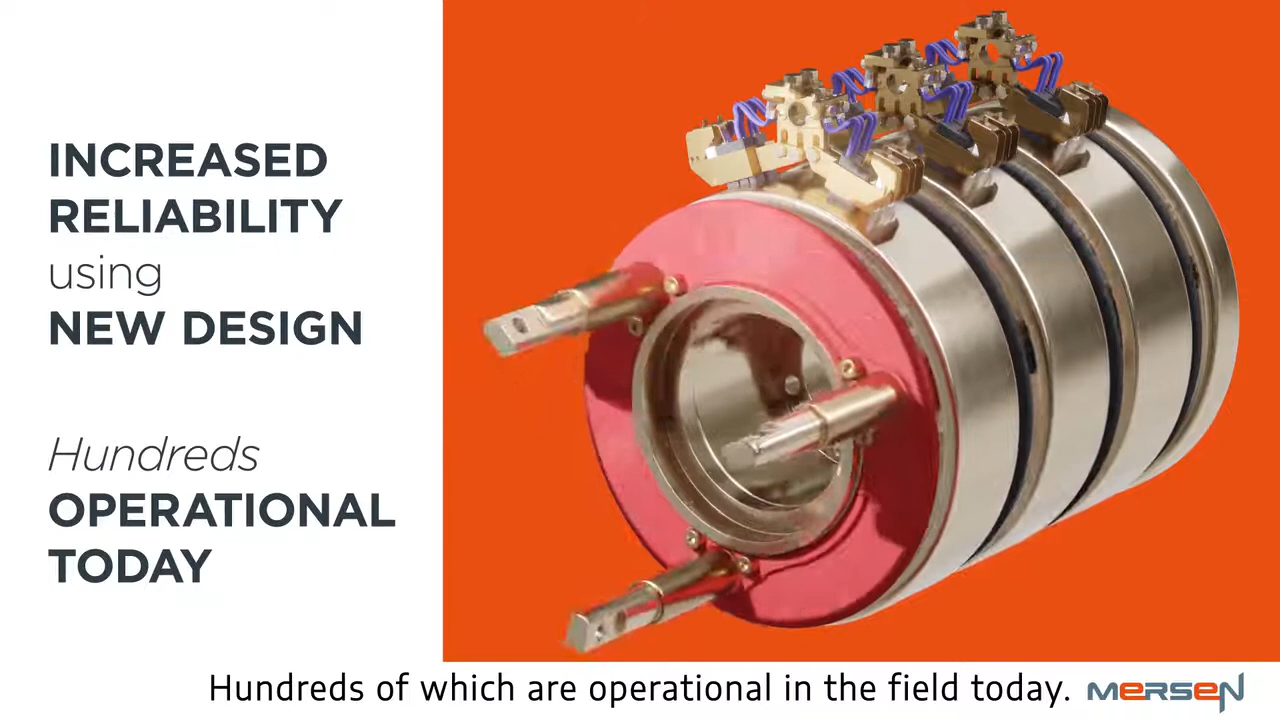 INCREASED
RELIABILITY
using
NEW DESIGN
Hundreds
OPERATIONAL
TODAY
Hundreds of which are operational in the field today.
MERSEN